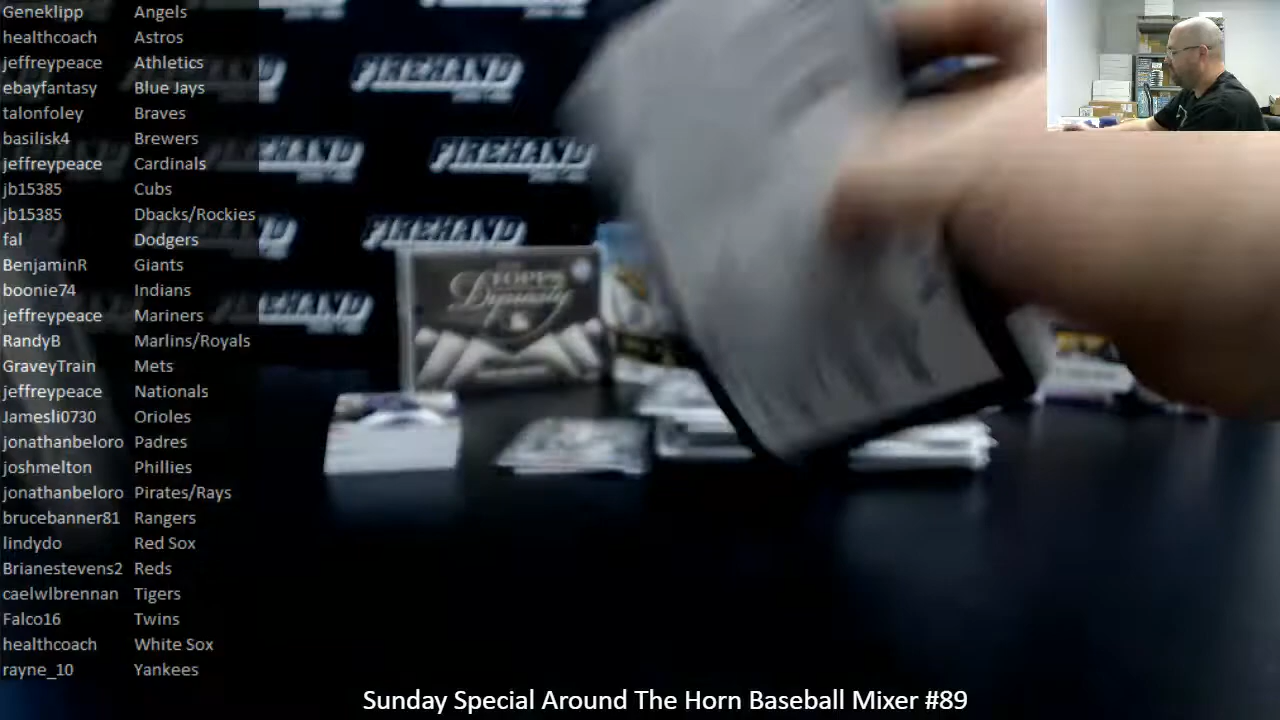 Geneklipp Angels
healthcoach Astros
jeffreypeace Athletics
ebayfantasy Blue Jays
talonfoley Braves
basilisk4 Brewers
jeffreypeace Cardinals
jb15385 Cubs
jb15385 Dbacks/Rockies
fal Dodgers
BenjaminR Giants
boonie74 Indians
jeffreypeace Mariners
RandyB Marlins/Royals
GraveyTrain Mets
jeffreypeace Nationals
Jamesli0730 Orioles
jonathanbeloro Padres
joshmelton Phillies
jonathanbeloro Pirates/Rays
brucebanner81 Rangers
lindydo Red Sox
Brianestevens2 Reds
caelwlbrennan Tigers
Falco16 Twins
healthcoach White Sox
rayne_10 Yankees
FIREHAND
FIREHAND
FIREHAND
TOPPS
Dynasty
Sunday Special Around The Horn Baseball Mixer #89